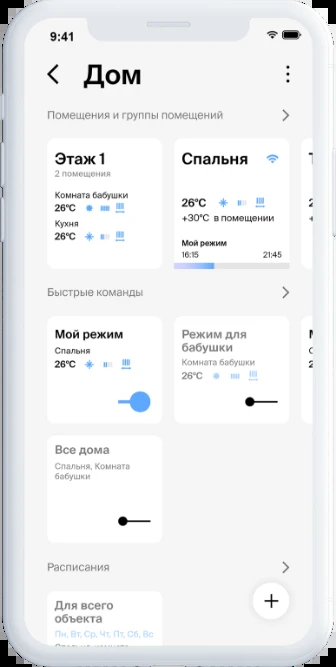 9:41
Дом
Помещения и группы помещений
Этаж 1
2 помещения
Комната бабушки
26°C
Кухня
26°C
Спальня
26°C
+30°C в помещении
Мой режим
16:15 21:45
Быстрые команды
Мой режим
Спальня
26°C
Режим для
бабушки
Комната бабушки
26°C
Все дома
Спальня, Комната
бабушки
Расписания
Для всего
объекта
Пн, Вт, Ср, Чт, Пт, Сб, Вс